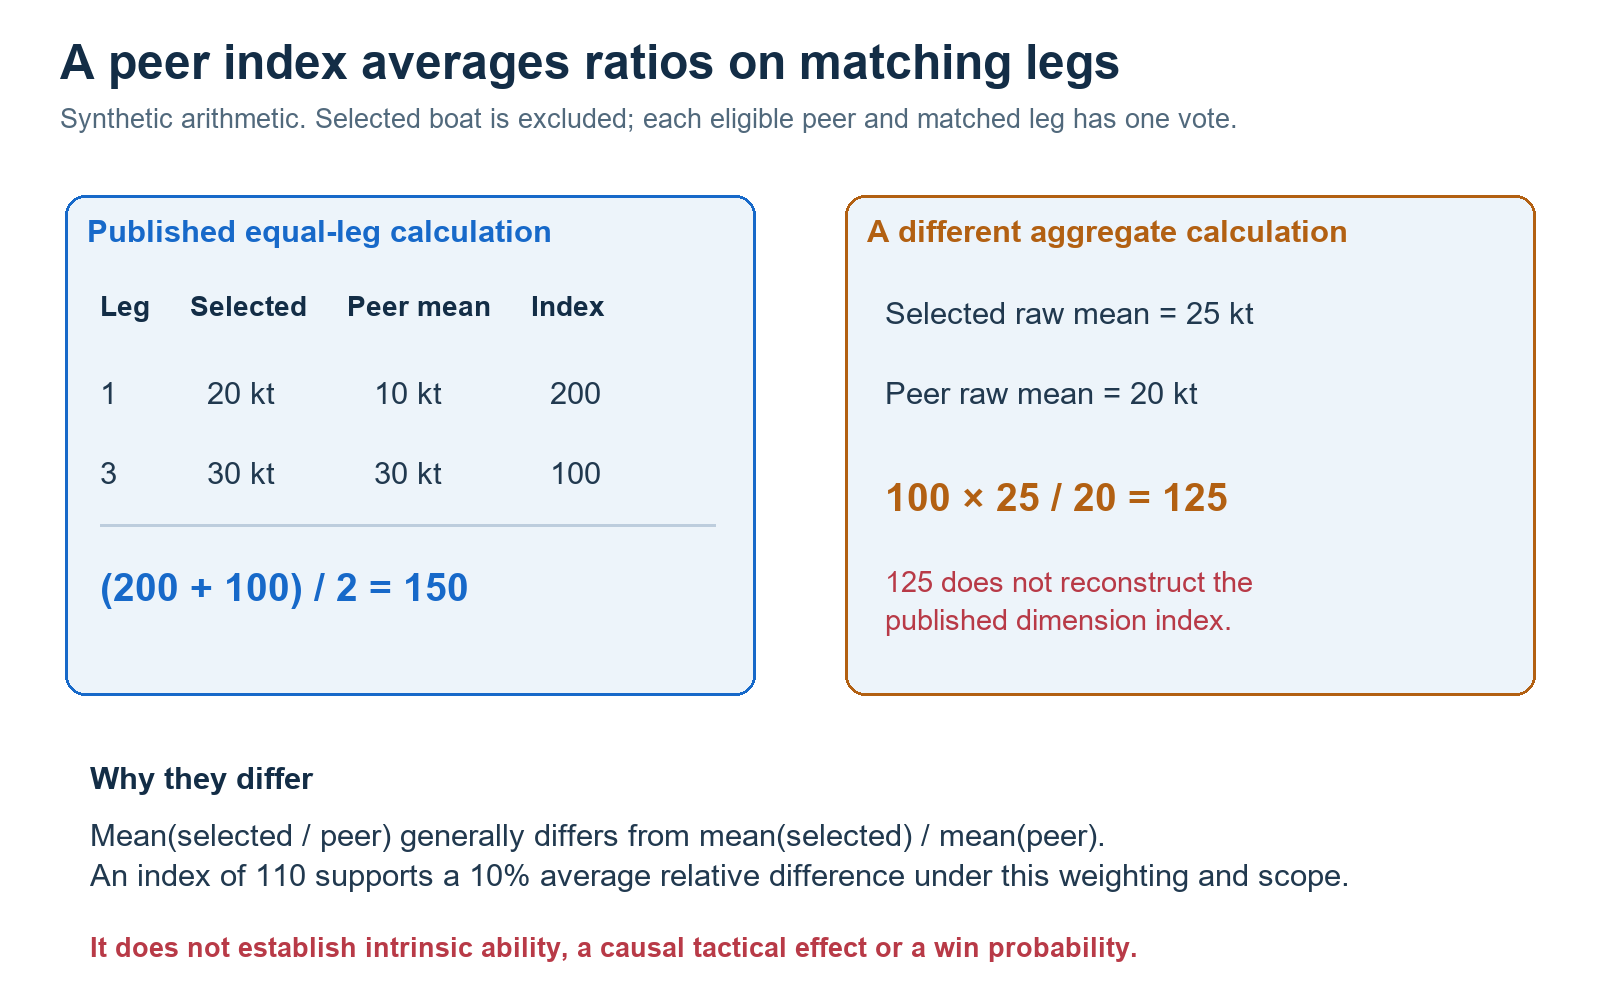 A peer index averages ratios on matching legs
Synthetic arithmetic. Selected boat is excluded; each eligible peer and matched leg has one vote.
Published equal-leg calculation
Leg Selected Peer mean Index
1 20 kt 10 kt 200
3 30 kt 30 kt 100
(200 + 100) / 2 = 150
A different aggregate calculation
Selected raw mean = 25 kt
Peer raw mean = 20 kt
100 × 25 / 20 = 125
125 does not reconstruct the
published dimension index.
Why they differ
Mean(selected / peer) generally differs from mean(selected) / mean(peer).
An index of 110 supports a 10% average relative difference under this weighting and scope.
It does not establish intrinsic ability, a causal tactical effect or a win probability.